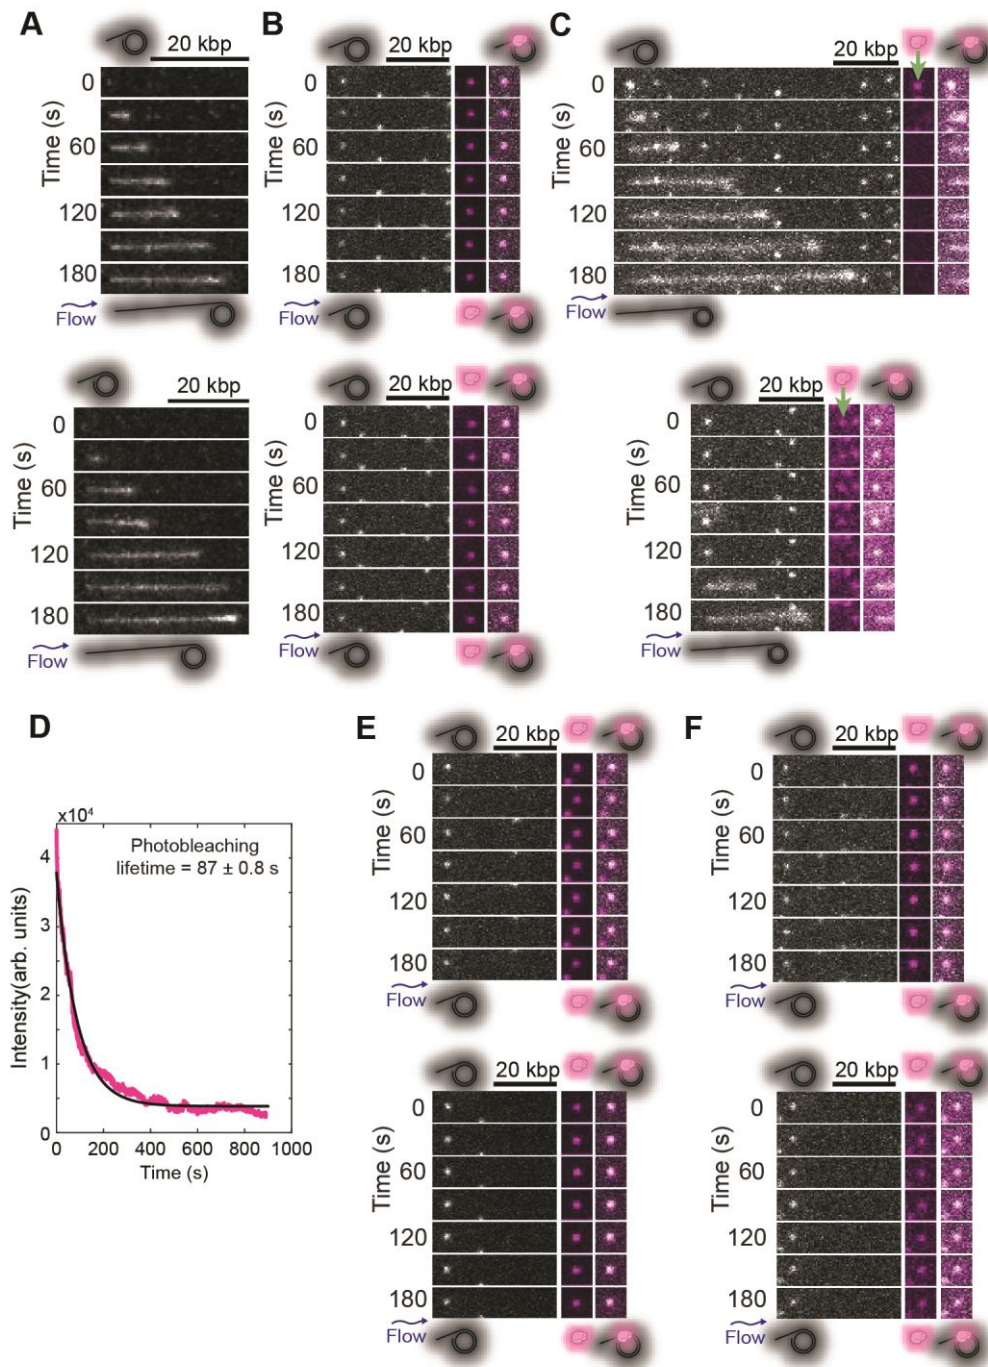 A
20 kbp
Time (s)
0
60
120
180
Flow
20 kbp
Time (s)
0
60
120
180
Flow
B
20 kbp
Time (s)
0
60
120
180
Flow
20 kbp
Time (s)
0
60
120
180
Flow
C
20 kbp
Time (s)
0
60
120
180
Flow
20 kbp
Time (s)
0
60
120
180
Flow
D
x10⁴
Photobleaching
lifetime = 87 ± 0.8 s
Intensity(arb. units)
4
3
2
1
0
0 200 400 600 800 1000
Time (s)
E
20 kbp
Time (s)
0
60
120
180
Flow
20 kbp
Time (s)
0
60
120
180
Flow
F
20 kbp
Time (s)
0
60
120
180
Flow
20 kbp
Time (s)
0
60
120
180
Flow